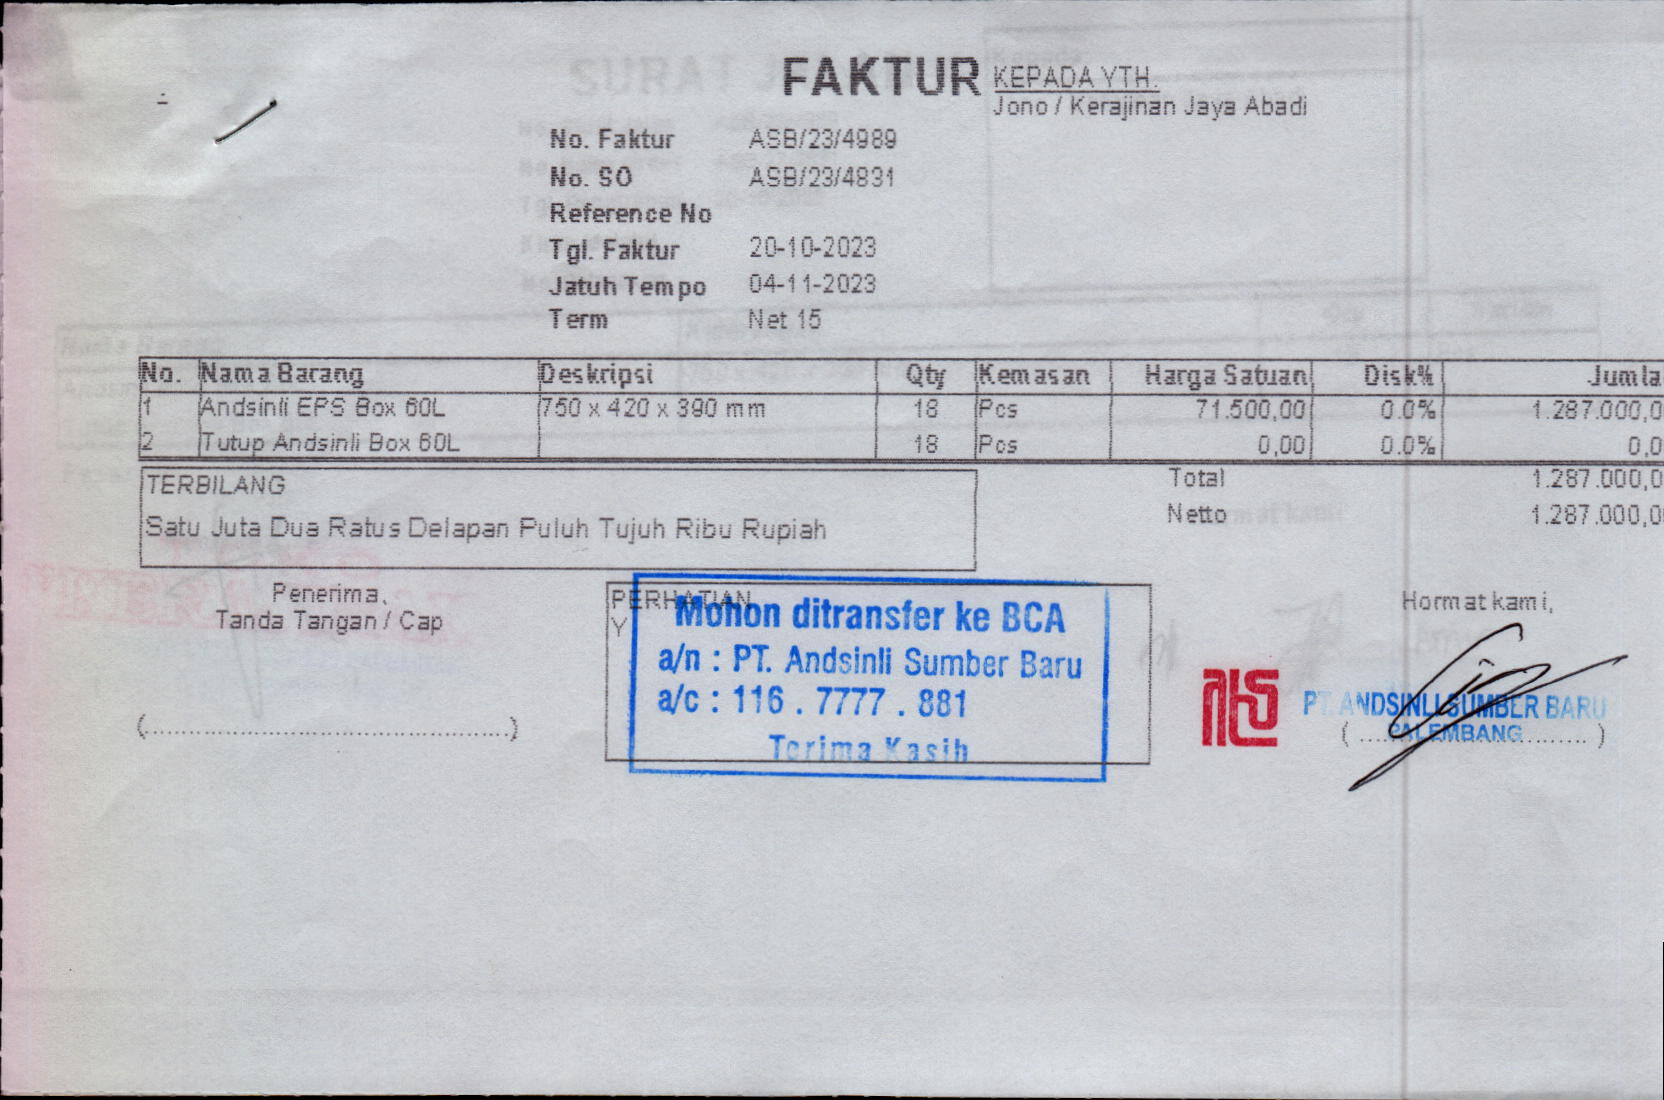 FAKTUR
KEPADA YTH.
Jono / Kerajinan Jaya Abadi
No. Faktur ASB/23/4989
No. SO ASB/23/4831
Reference No
Tgl. Faktur 20-10-2023
Jatuh Tempo 04-11-2023
Term Net 15
No. Nama Barang Deskripsi Qty Kemasan Harga Satuan Disk% Jumla
1 Andsinli EPS Box 60L 750 x 420 x 390 mm 18 Pcs 71.500,00 0.0% 1.287.000,0
2 Tutup Andsinli Box 60L 18 Pcs 0,00 0.0% 0,0
TERBILANG
Satu Juta Dua Ratus Delapan Puluh Tujuh Ribu Rupiah
Total 1.287.000,0
Netto 1.287.000,0
Penerima,
Tanda Tangan / Cap
(...............................................)
PERHATIAN
Y
Mohon ditransfer ke BCA
a/n : PT. Andsinli Sumber Baru
a/c : 116 . 7777 . 881
Terima Kasih
Hormat kami,
PT. ANDSINLI SUMBER BARU
PALEMBANG